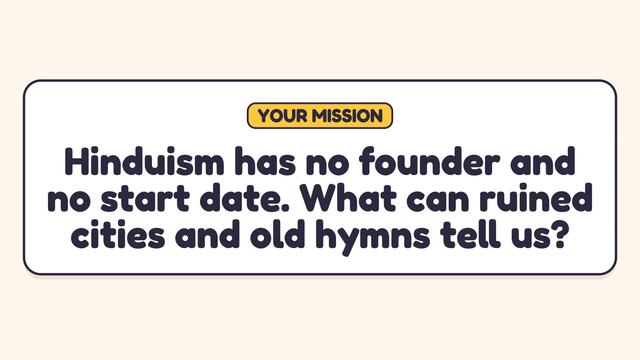 YOUR MISSION
Hinduism has no founder and
no start date. What can ruined
cities and old hymns tell us?